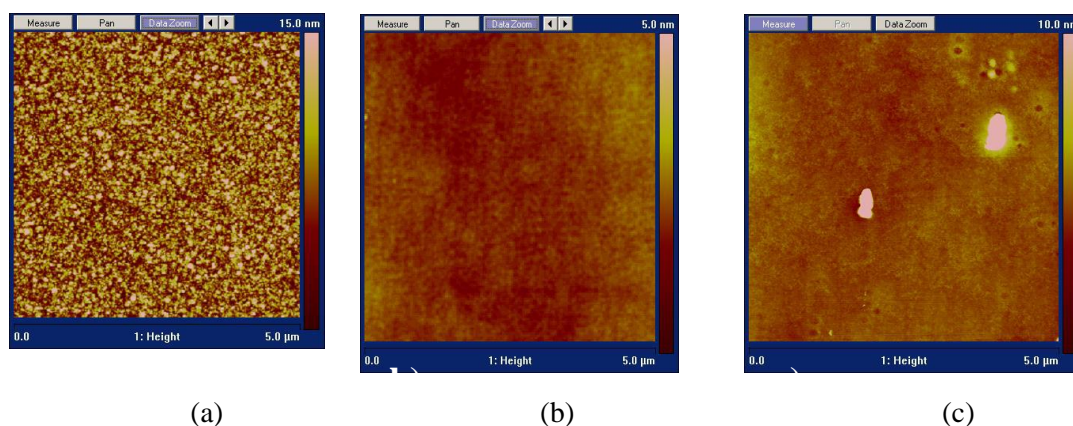 Measure Pan Data Zoom 15.0 nm
0.0 1: Height 5.0 µm
(a)
Measure Pan Data Zoom 5.0 nm
0.0 1: Height 5.0 µm
(b)
Measure Pan Data Zoom 10.0 nm
0.0 1: Height 5.0 µm
(c)